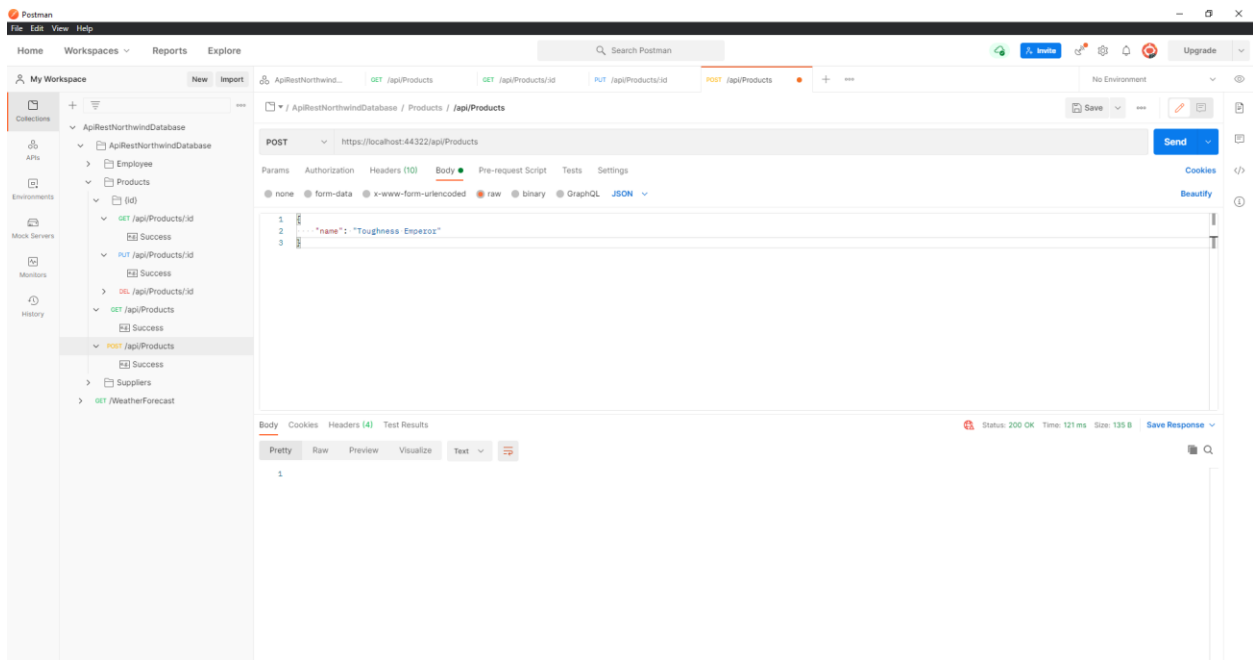 Postman
File Edit View Help
Home Workspaces Reports Explore
Search Postman
Invite
Upgrade
My Workspace
New Import
ApiRestNorthwind...
GET /api/Products
GET /api/Products/:id
PUT /api/Products/:id
POST /api/Products
No Environment
Collections
APIs
Environments
Mock Servers
Monitors
History
ApiRestNorthwindDatabase
ApiRestNorthwindDatabase
Employee
Products
{id}
GET /api/Products/:id
Success
PUT /api/Products/:id
Success
DEL /api/Products/:id
GET /api/Products
Success
POST /api/Products
Success
Suppliers
GET /WeatherForecast
/ ApiRestNorthwindDatabase / Products / /api/Products
Save
POST https://localhost:44322/api/Products
Send
Params Authorization Headers (10) Body Pre-request Script Tests Settings
Cookies
none form-data x-www-form-urlencoded raw binary GraphQL JSON
Beautify
1 {
2 "name": "Toughness Emperor"
3 }
Body Cookies Headers (4) Test Results
Status: 200 OK Time: 121 ms Size: 135 B Save Response
Pretty Raw Preview Visualize Text
1